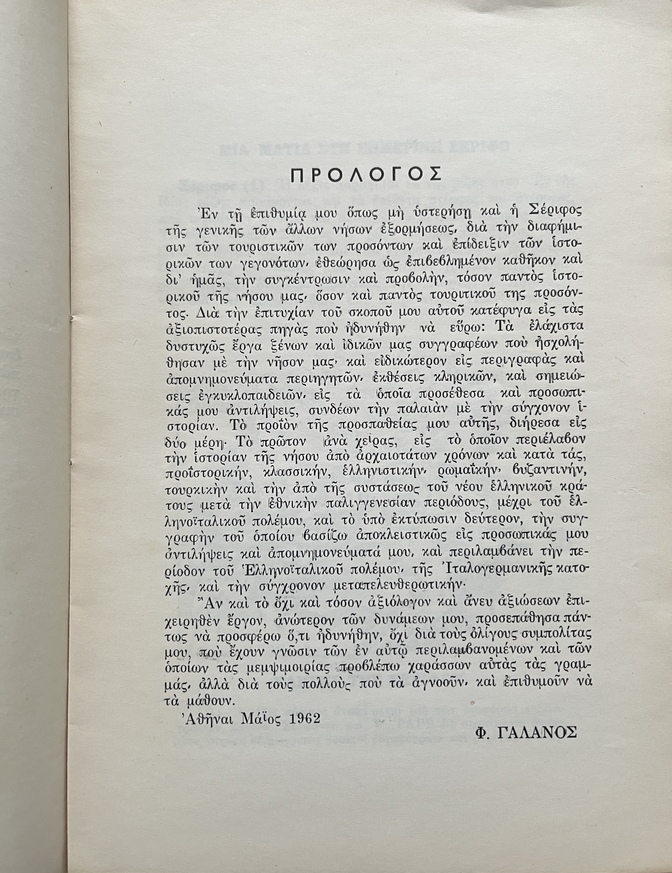 ΠΡΟΛΟΓΟΣ
Ἐν τῇ ἐπιθυμίᾳ μου ὅπως μὴ ὑστερήσῃ καὶ ἡ Σέριφος
τῆς γενικῆς τῶν ἄλλων νήσων ἐξορμήσεως, διὰ τὴν διαφήμι-
σιν τῶν τουριστικῶν των προσόντων καὶ ἐπίδειξιν τῶν ἱστο-
ρικῶν των γεγονότων, ἐθεώρησα ὡς ἐπιβεβλημένον καθῆκον καὶ
δι' ἡμᾶς, τὴν συγκέντρωσιν καὶ προβολήν, τόσον παντὸς ἱστο-
ρικοῦ τῆς νήσου μας, ὅσον καὶ παντὸς τουριτικοῦ της προσόν-
τος. Διὰ τὴν ἐπιτυχίαν τοῦ σκοποῦ μου αὐτοῦ κατέφυγα εἰς τὰς
ἀξιοπιστοτέρας πηγὰς ποὺ ἠδυνήθην νὰ εὕρω: Τὰ ἐλάχιστα
δυστυχῶς ἔργα ξένων καὶ ἰδικῶν μας συγγραφέων ποὺ ἠσχολή-
θησαν μὲ τὴν νῆσον μας· καὶ εἰδικώτερον εἰς περιγραφὰς καὶ
ἀπομνημονεύματα περιηγητῶν, ἐκθέσεις κληρικῶν, καὶ σημειώ-
σεις ἐγκυκλοπαιδειῶν, εἰς τὰ ὁποῖα προσέθεσα καὶ προσωπι-
κάς μου ἀντιλήψεις, συνδέων τὴν παλαιὰν μὲ τὴν σύγχρονον ἱ-
στορίαν. Τὸ προϊὸν τῆς προσπαθείας μου αὐτῆς, διήρεσα εἰς
δύο μέρη· Τὸ πρῶτον ἀνὰ χεῖρας, εἰς τὸ ὁποῖον περιέλαβον
τὴν ἱστορίαν τῆς νήσου ἀπὸ ἀρχαιοτάτων χρόνων καὶ κατὰ τάς,
προϊστορικήν, κλασσικήν, ἑλληνιστικήν, ρωμαϊκήν, βυζαντινήν,
τουρκικὴν καὶ τὴν ἀπὸ τῆς συστάσεως τοῦ νέου ἑλληνικοῦ κρά-
τους μετὰ τὴν ἐθνικὴν παλιγγενεσίαν περιόδους, μέχρι τοῦ ἑλ-
ληνοϊταλικοῦ πολέμου, καὶ τὸ ὑπὸ ἐκτύπωσιν δεύτερον, τὴν συγ-
γραφὴν τοῦ ὁποίου βασίζω ἀποκλειστικῶς εἰς προσωπικάς μου
ἀντιλήψεις καὶ ἀπομνημονεύματά μου, καὶ περιλαμβάνει τὴν πε-
ρίοδον τοῦ Ἑλληνοϊταλικοῦ πολέμου, τῆς Ἰταλογερμανικῆς κατο-
χῆς, καὶ τὴν σύγχρονον μεταπελευθερωτικήν·
Ἂν καὶ τὸ ὄχι καὶ τόσον ἀξιόλογον καὶ ἄνευ ἀξιώσεων ἐπι-
χειρηθὲν ἔργον, ἀνώτερον τῶν δυνάμεων μου, προσεπάθησα πάν-
τως νὰ προσφέρω ὅ,τι ἠδυνήθην, ὄχι διὰ τοὺς ὀλίγους συμπολίτας
μου, ποὺ ἔχουν γνῶσιν τῶν ἐν αὐτῷ περιλαμβανομένων καὶ τῶν
ὁποίων τὰς μεμψιμοιρίας προβλέπω χαράσσων αὐτὰς τὰς γραμ-
μάς, ἀλλὰ διὰ τοὺς πολλοὺς ποὺ τὰ ἀγνοοῦν, καὶ ἐπιθυμοῦν νὰ
τὰ μάθουν.
Ἀθῆναι Μάϊος 1962
Φ. ΓΑΛΑΝΟΣ